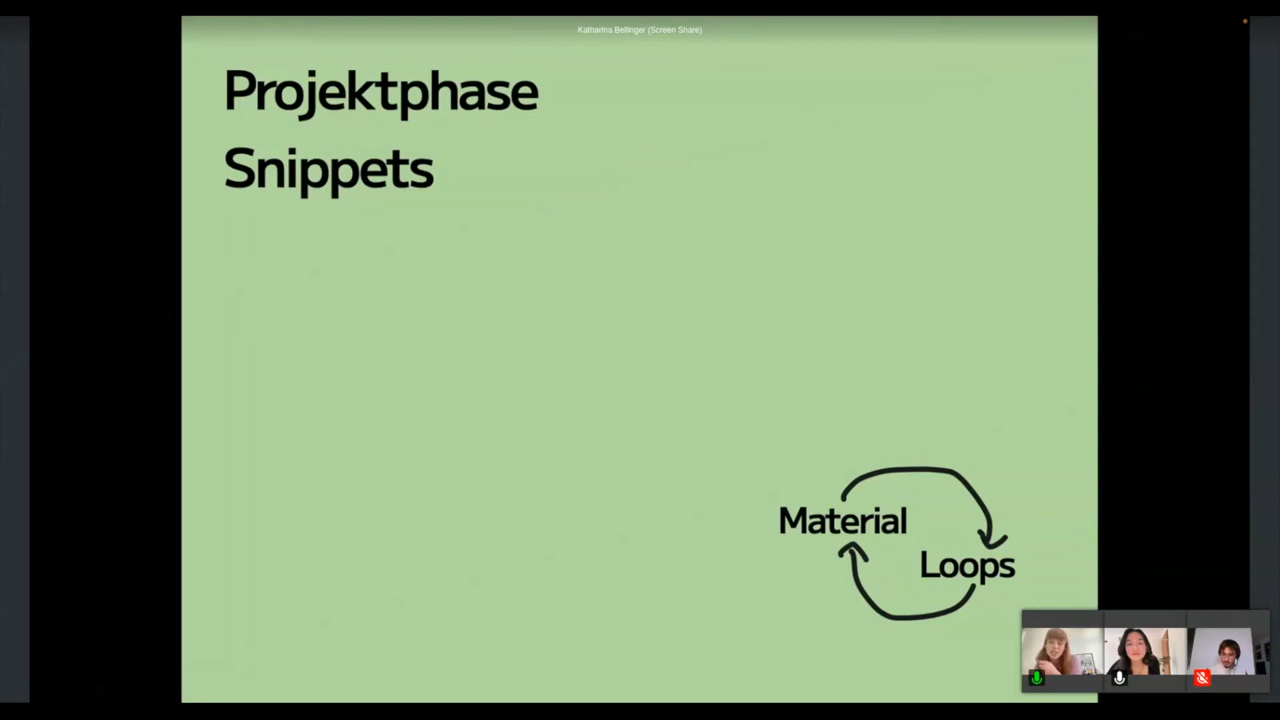 Katharina Bellinger (Screen Share)
Projektphase
Snippets
Material
Loops